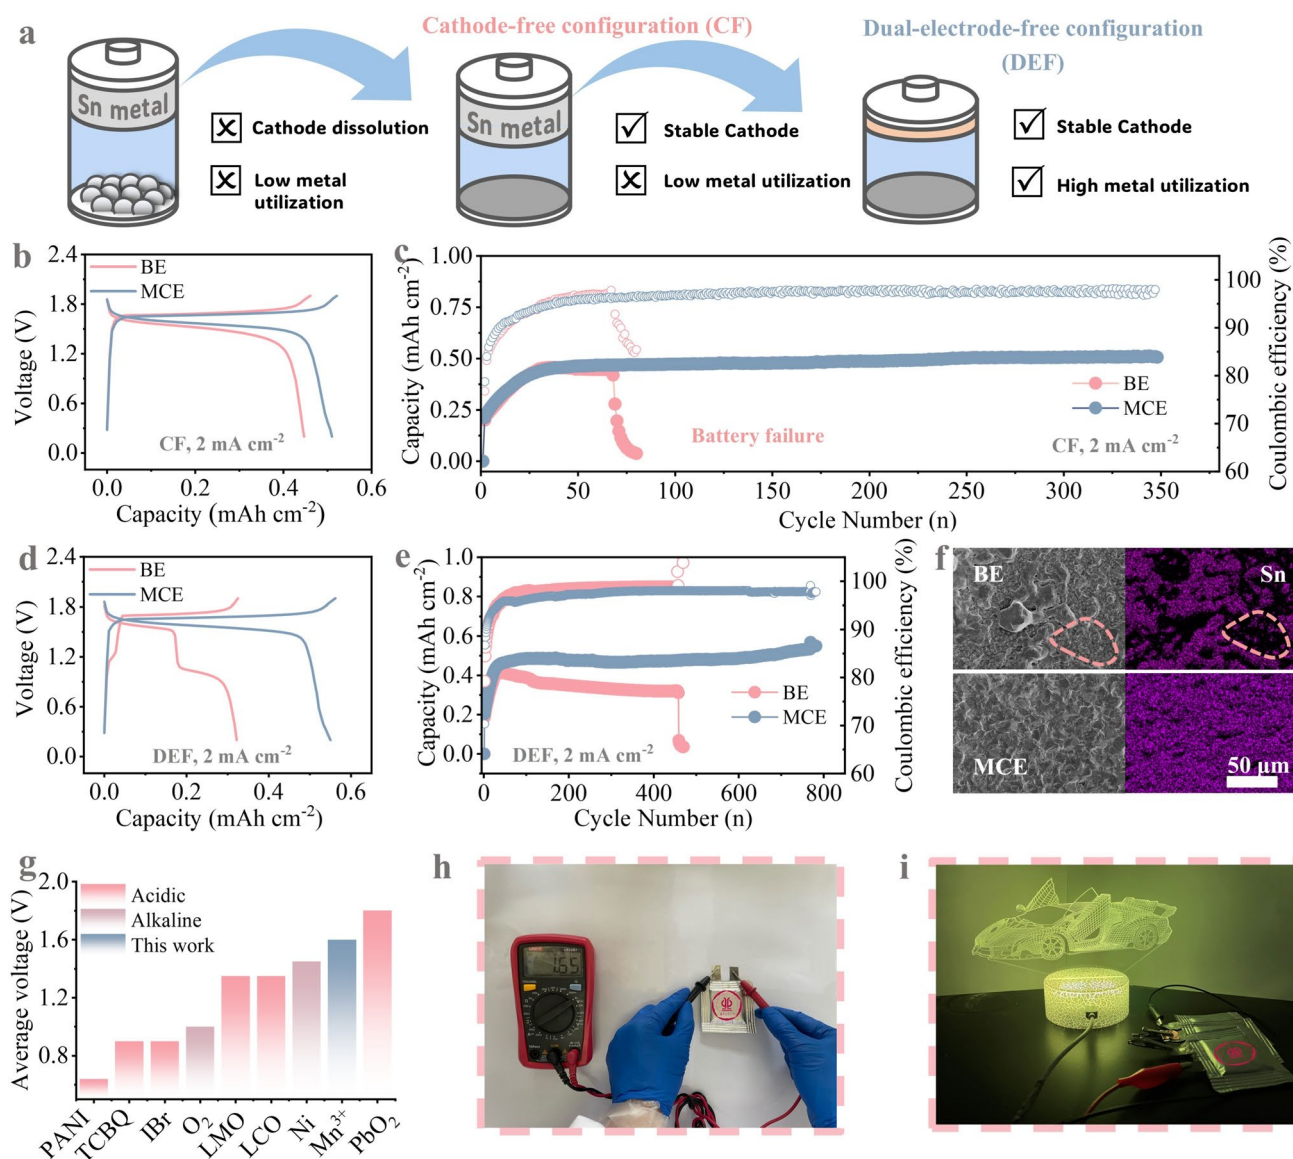 a
Cathode-free configuration (CF)
Dual-electrode-free configuration
(DEF)
Sn metal
Cathode dissolution
Low metal
utilization
Sn metal
Stable Cathode
Low metal utilization
Stable Cathode
High metal utilization
b
2.4
1.8
1.2
0.6
0.0
Voltage (V)
BE
MCE
CF, 2 mA cm⁻²
0.0 0.2 0.4 0.6
Capacity (mAh cm⁻²)
c
1.00
0.75
0.50
0.25
0.00
Capacity (mAh cm⁻²)
BE
MCE
Battery failure
CF, 2 mA cm⁻²
100
90
80
70
60
Coulombic efficiency (%)
0 50 100 150 200 250 300 350
Cycle Number (n)
d
2.4
1.8
1.2
0.6
0.0
Voltage (V)
BE
MCE
DEF, 2 mA cm⁻²
0.0 0.2 0.4 0.6
Capacity (mAh cm⁻²)
e
1.0
0.8
0.6
0.4
0.2
0.0
Capacity (mAh cm⁻²)
BE
MCE
DEF, 2 mA cm⁻²
100
90
80
70
60
Coulombic efficiency (%)
0 200 400 600 800
Cycle Number (n)
f
BE
Sn
MCE
50 μm
g
2.0
1.6
1.2
0.8
Average voltage (V)
Acidic
Alkaline
This work
PANI
TCBQ
IBr
O₂
LMO
LCO
Ni
Mn³⁺
PbO₂
h
1.65
i